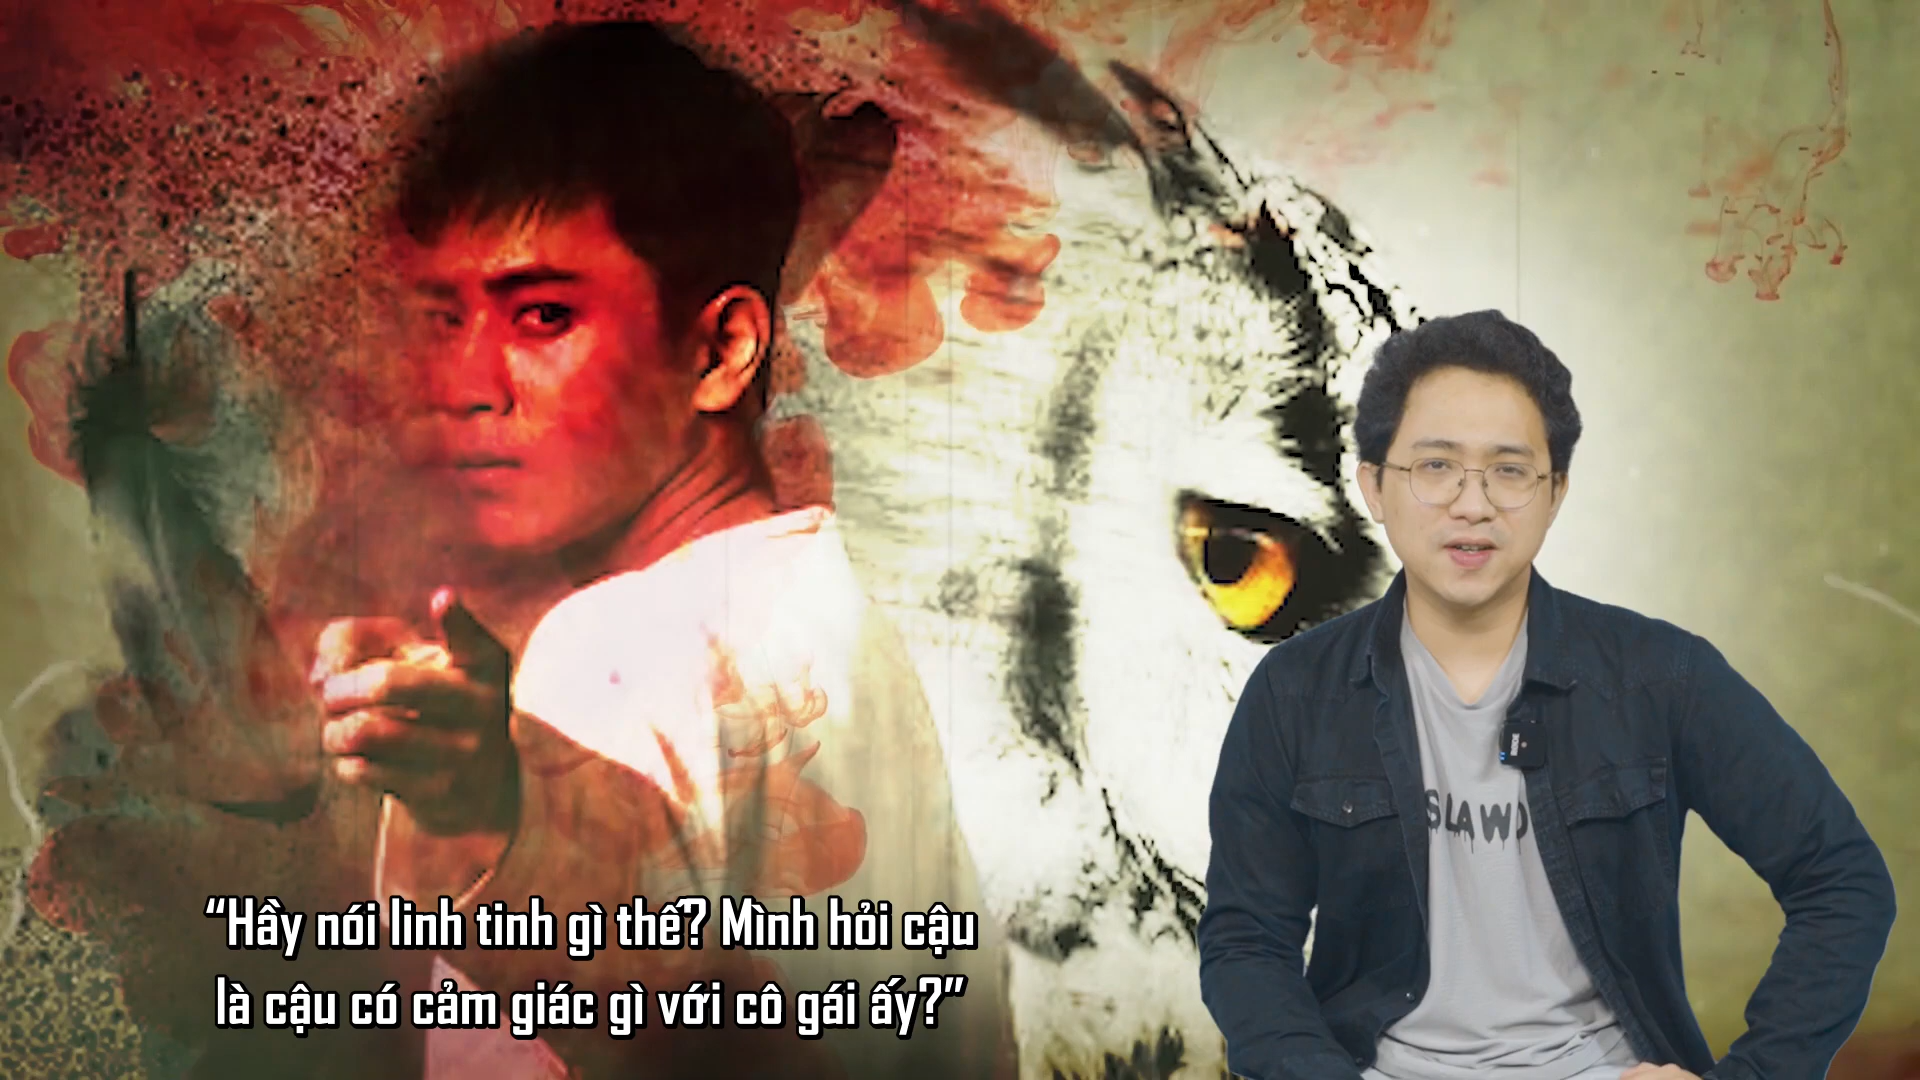 “Hầy nói linh tinh gì thế? Mình hỏi cậu
là cậu có cảm giác gì với cô gái ấy?”
SLAWO